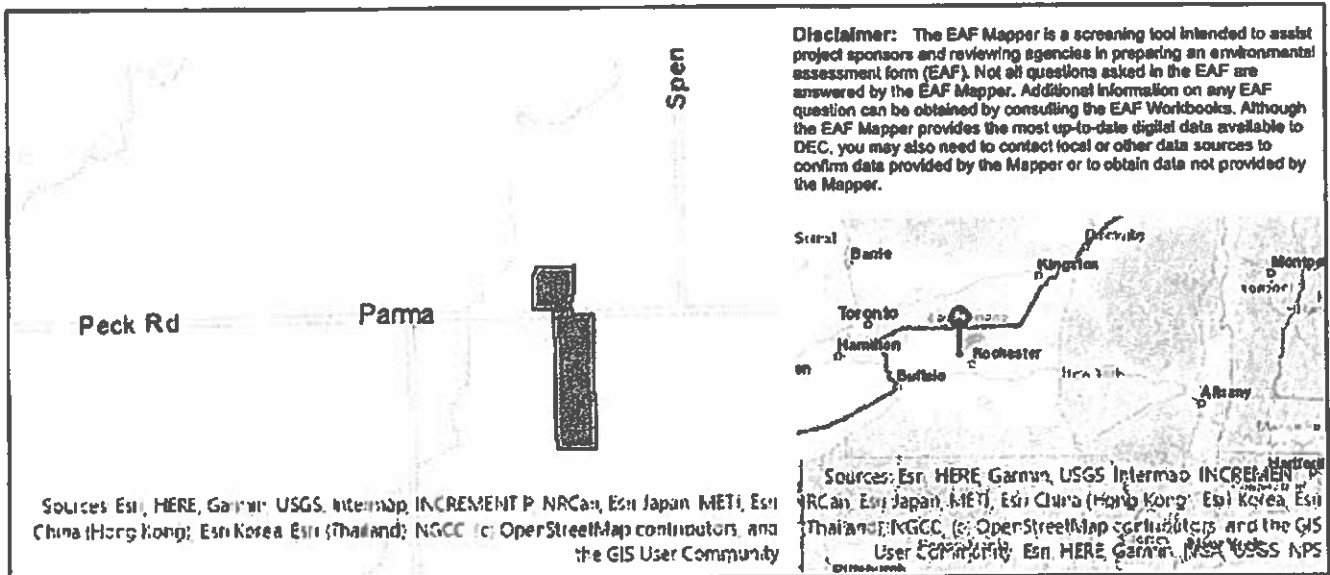 Disclaimer: The EAF Mapper is a screening tool intended to assist
project sponsors and reviewing agencies in preparing an environmental
assessment form (EAF). Not all questions asked in the EAF are
answered by the EAF Mapper. Additional information on any EAF
question can be obtained by consulting the EAF Workbooks. Although
the EAF Mapper provides the most up-to-date digital data available to
DEC, you may also need to contact local or other data sources to
confirm data provided by the Mapper or to obtain data not provided by
the Mapper.
Spen
Peck Rd
Parma
Sources: Esri, HERE, Garmin, USGS, Intermap, INCREMENT P, NRCan, Esri Japan, METI, Esri
China (Hong Kong), Esri Korea, Esri (Thailand), NGCC, (c) OpenStreetMap contributors, and
the GIS User Community
Barrie
Kingston
Montpe
Toronto
Hamilton
Rochester
Buffalo
Albany
Hartford
Sources: Esri, HERE, Garmin, USGS, Intermap, INCREMENT P
NRCan, Esri Japan, METI, Esri China (Hong Kong), Esri Korea, Esri
(Thailand), NGCC, (c) OpenStreetMap contributors, and the GIS
User Community, Esri, HERE, Garmin, USGS, NPS